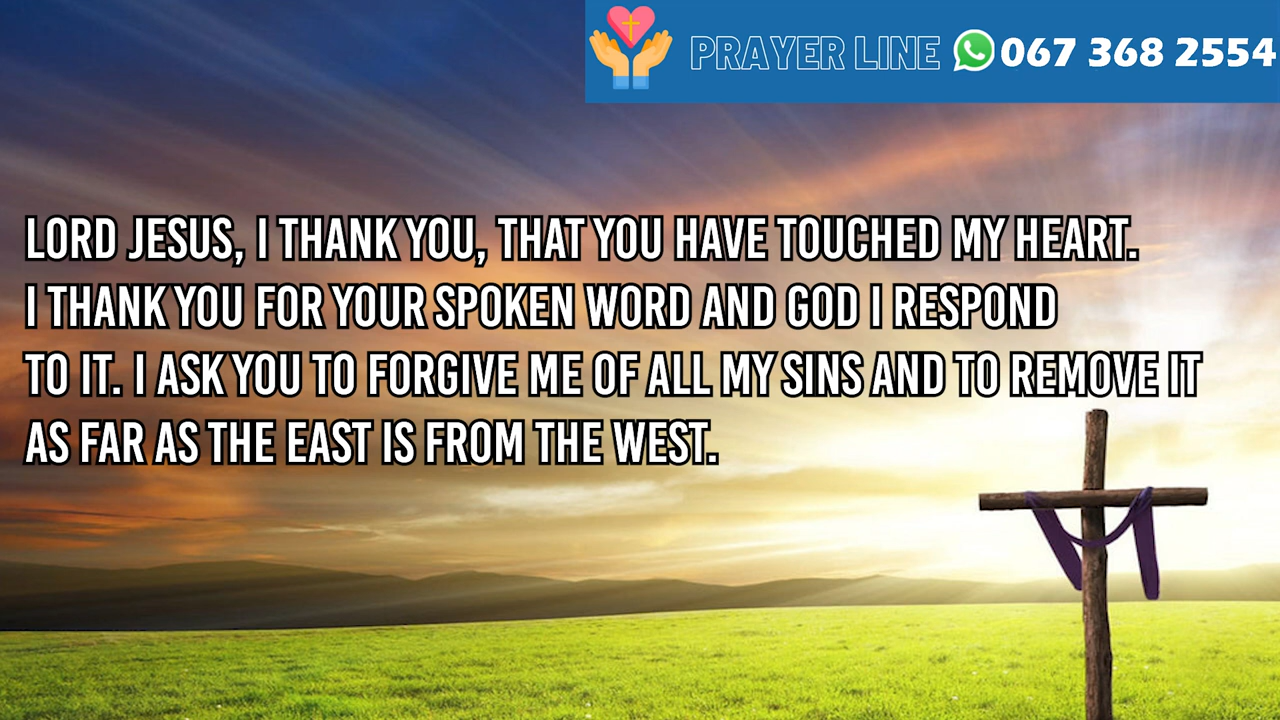 PRAYER LINE 067 368 2554
LORD JESUS, I THANK YOU, THAT YOU HAVE TOUCHED MY HEART.
I THANK YOU FOR YOUR SPOKEN WORD AND GOD I RESPOND
TO IT. I ASK YOU TO FORGIVE ME OF ALL MY SINS AND TO REMOVE IT
AS FAR AS THE EAST IS FROM THE WEST.